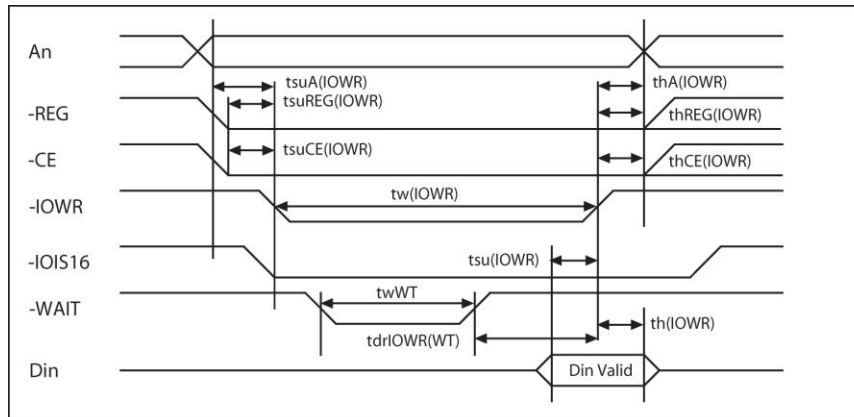 An
tsuA(IOWR)
thA(IOWR)
tsuREG(IOWR)
-REG
thREG(IOWR)
-CE
tsuCE(IOWR)
thCE(IOWR)
-IOWR
tw(IOWR)
-IOIS16
tsu(IOWR)
-WAIT
twWT
th(IOWR)
tdrIOWR(WT)
Din
Din Valid